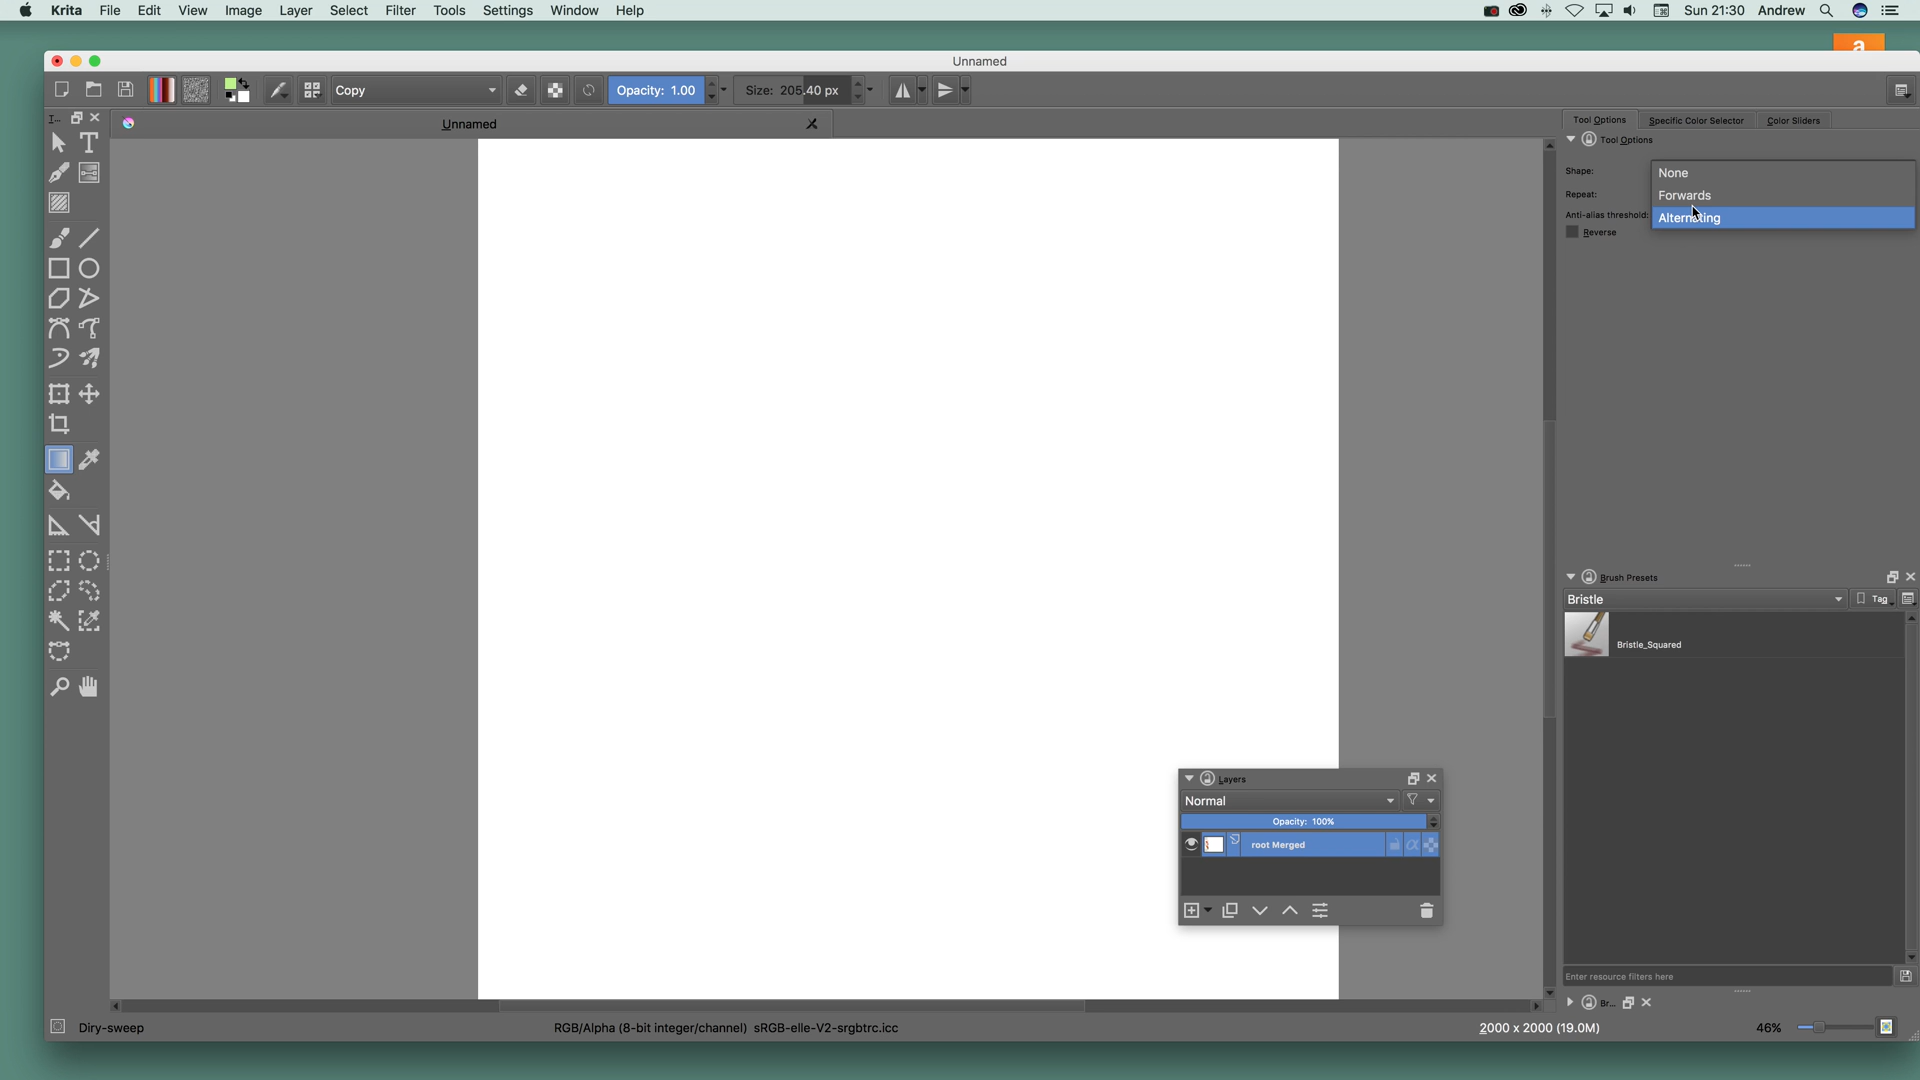 Krita File Edit View Image Layer Select Filter Tools Settings Window Help Sun 21:30 Andrew
a
Unnamed
Copy Opacity: 1.00 Size: 205.40 px
T... Unnamed Tool Options Specific Color Selector Color Sliders
Tool Options
Shape: None
Repeat: Forwards
Anti-alias threshold: Alternating
Reverse
Brush Presets
Bristle Tag
Bristle_Squared
Layers
Normal
Opacity: 100%
root Merged
Enter resource filters here
Br...
Diry-sweep RGB/Alpha (8-bit integer/channel) sRGB-elle-V2-srgbtrc.icc 2000 x 2000 (19.0M) 46%